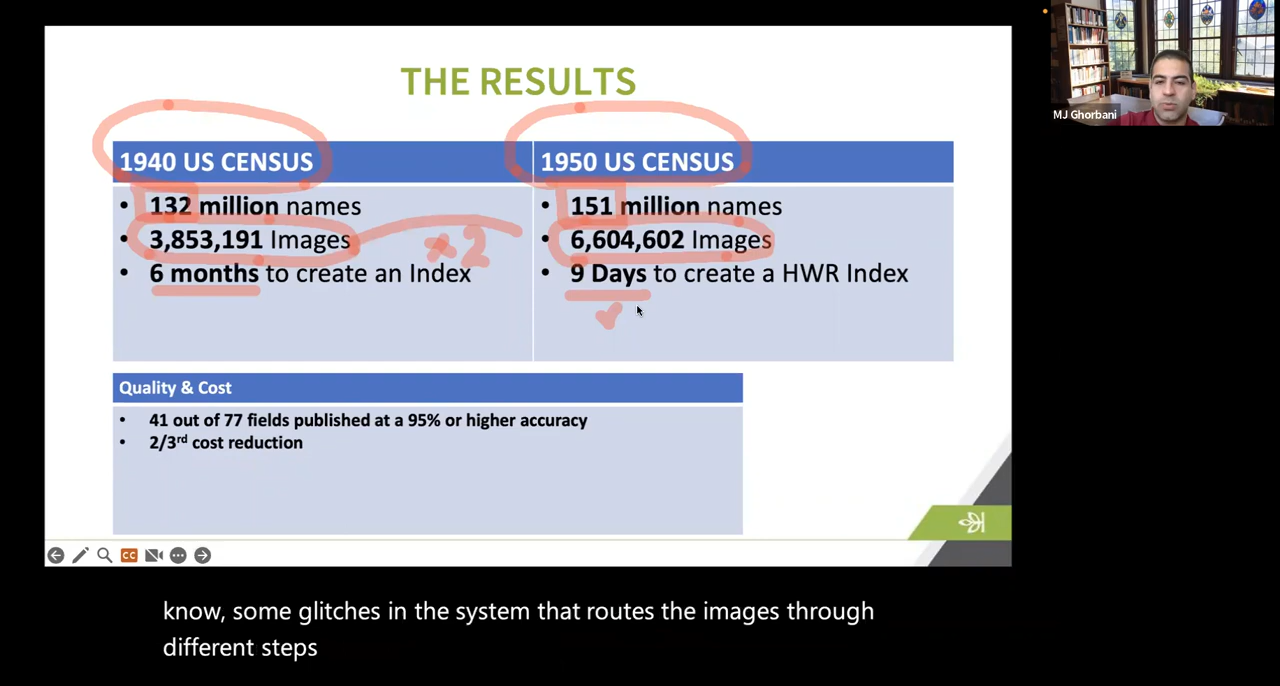 THE RESULTS
1940 US CENSUS
• 132 million names
• 3,853,191 Images
• 6 months to create an Index
×2
1950 US CENSUS
• 151 million names
• 6,604,602 Images
• 9 Days to create a HWR Index
Quality & Cost
• 41 out of 77 fields published at a 95% or higher accuracy
• 2/3rd cost reduction
CC
MJ Ghorbani
know, some glitches in the system that routes the images through
different steps